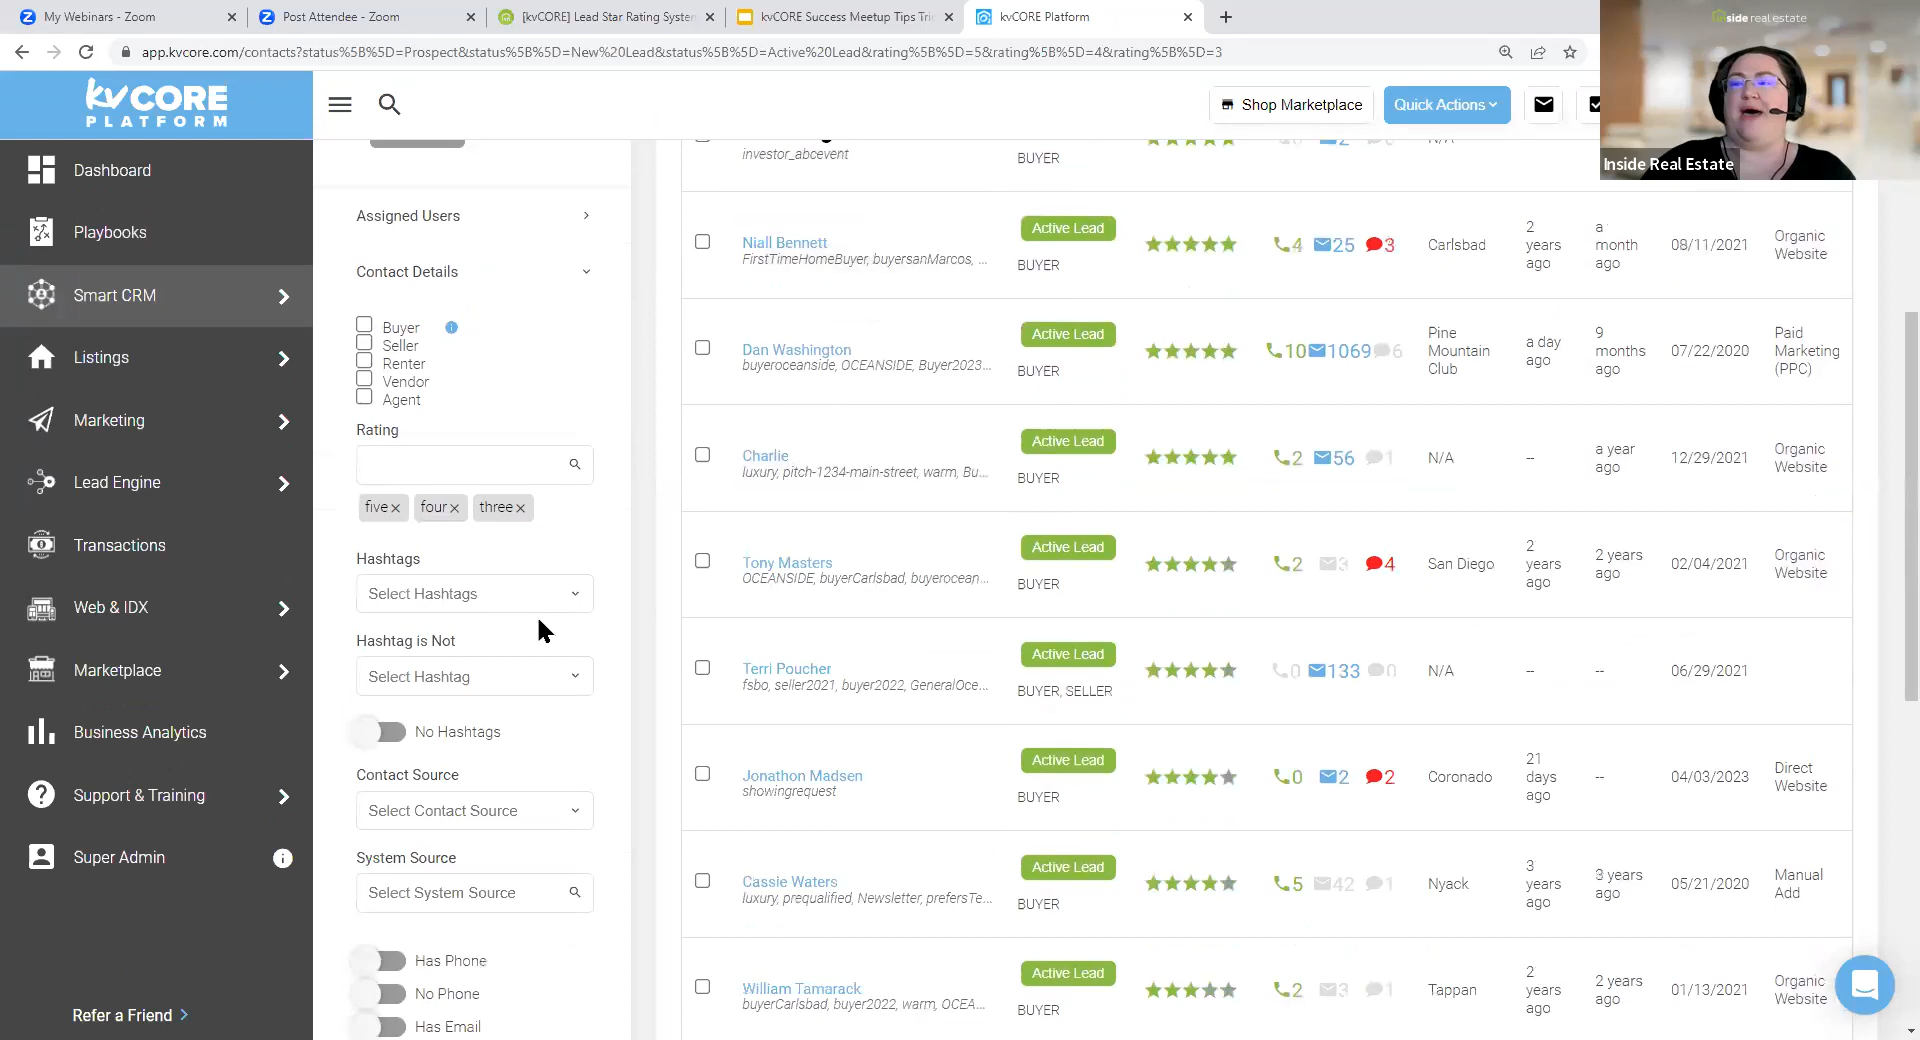 My Webinars - Zoom
Post Attendee - Zoom
[kvCORE] Lead Star Rating System
kvCORE Success Meetup Tips Tric
kvCORE Platform
app.kvcore.com/contacts?status%5B%5D=Prospect&status%5B%5D=New%20Lead&status%5B%5D=Active%20Lead&rating%5B%5D=5&rating%5B%5D=4&rating%5B%5D=3
inside real estate
Inside Real Estate
kvCORE
PLATFORM
Shop Marketplace
Quick Actions
Dashboard
Playbooks
Smart CRM
Listings
Marketing
Lead Engine
Transactions
Web & IDX
Marketplace
Business Analytics
Support & Training
Super Admin
Refer a Friend
Assigned Users
Contact Details
Buyer
Seller
Renter
Vendor
Agent
Rating
five× four× three×
Hashtags
Select Hashtags
Hashtag is Not
Select Hashtag
No Hashtags
Contact Source
Select Contact Source
System Source
Select System Source
Has Phone
No Phone
Has Email
investor_abcevent
BUYER
2
Niall Bennett
FirstTimeHomeBuyer, buyersanMarcos, ...
Active Lead
BUYER
4 25 3
Carlsbad
2
years
ago
a
month
ago
08/11/2021
Organic
Website
Dan Washington
buyeroceanside, OCEANSIDE, Buyer2023...
Active Lead
BUYER
10 1069 6
Pine
Mountain
Club
a day
ago
9
months
ago
07/22/2020
Paid
Marketing
(PPC)
Charlie
luxury, pitch-1234-main-street, warm, Bu...
Active Lead
BUYER
2 56 1
N/A
--
a year
ago
12/29/2021
Organic
Website
Tony Masters
OCEANSIDE, buyerCarlsbad, buyerocean...
Active Lead
BUYER
2 3 4
San Diego
2
years
ago
2 years
ago
02/04/2021
Organic
Website
Terri Poucher
fsbo, seller2021, buyer2022, GeneralOce...
Active Lead
BUYER, SELLER
0 133 0
N/A
--
--
06/29/2021
Jonathon Madsen
showingrequest
Active Lead
BUYER
0 2 2
Coronado
21
days
ago
--
04/03/2023
Direct
Website
Cassie Waters
luxury, prequalified, Newsletter, prefersTe...
Active Lead
BUYER
5 42 1
Nyack
3
years
ago
3 years
ago
05/21/2020
Manual
Add
William Tamarack
buyerCarlsbad, buyer2022, warm, OCEA...
Active Lead
BUYER
2 3 1
Tappan
2
years
ago
2 years
ago
01/13/2021
Organic
Website